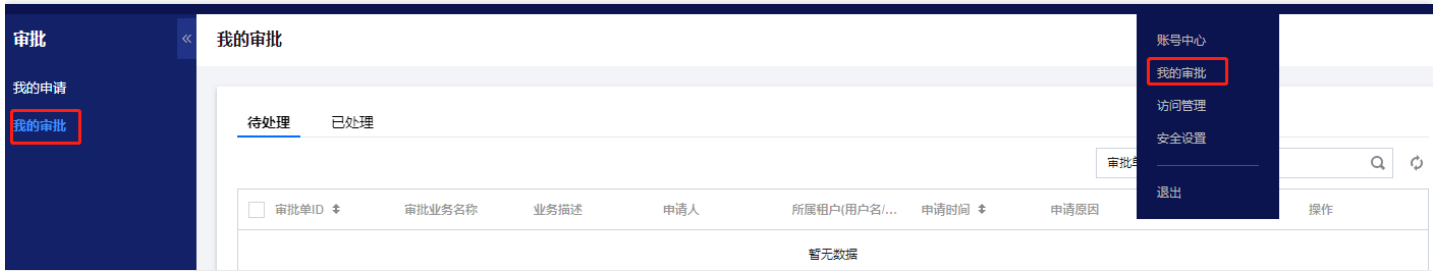 审批
«
我的申请
我的审批
我的审批
待处理 已处理
审批单ID 审批业务名称 业务描述 申请人 所属租户(用户名/... 申请时间 申请原因 操作
暂无数据
账号中心
我的审批
访问管理
安全设置
退出